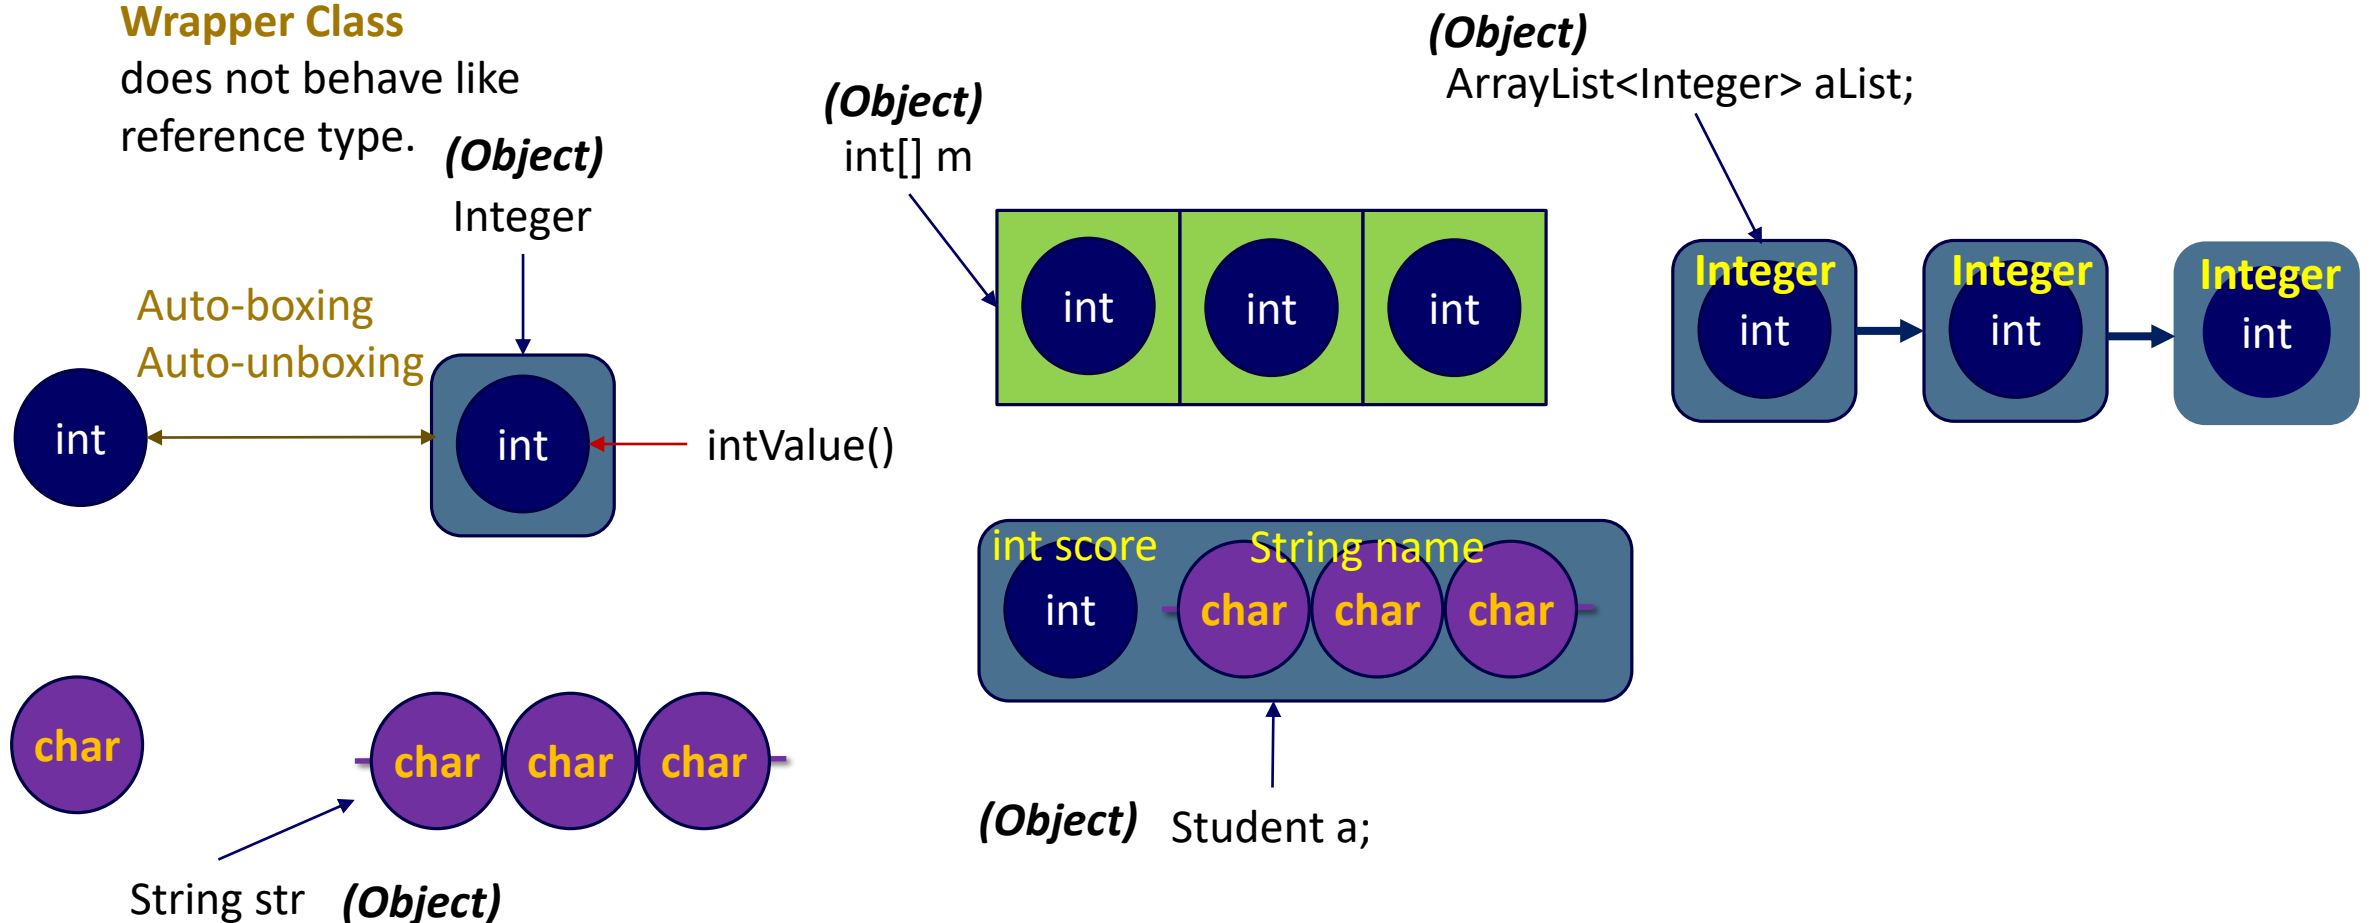 Wrapper Class
does not behave like
reference type.
(Object)
Integer
Auto-boxing
Auto-unboxing
int
int
intValue()
char
char char char
String str (Object)
(Object)
int[] m
int int int
int score String name
int char char char
(Object) Student a;
(Object)
ArrayList<Integer> aList;
Integer Integer Integer
int int int